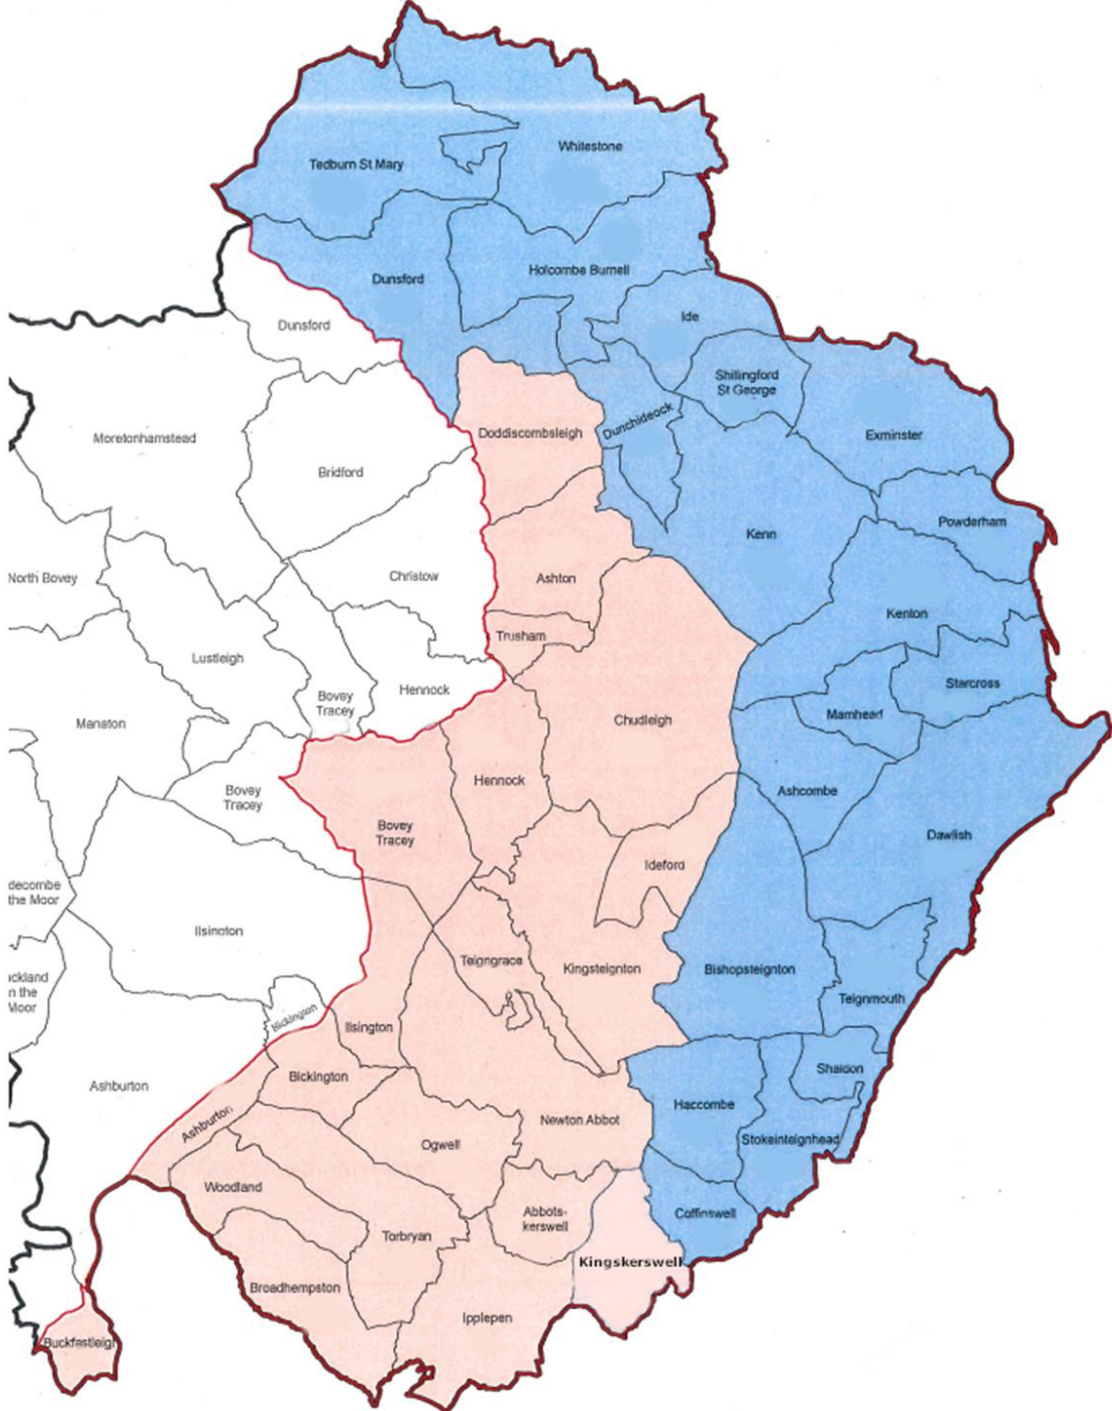 Whitestone
Tedburn St Mary
Holcombe Burnell
Dunsford
Ide
Dunsford
Shillingford
St George
Dunchideock
Doddiscombsleigh
Exminster
Moretonhamstead
Bridford
Powderham
Kenn
North Bovey
Christow
Ashton
Kenton
Trusham
Lustleigh
Starcross
Hennock
Bovey
Tracey
Mamhead
Chudleigh
Manaton
Hennock
Ashcombe
Bovey
Tracey
Bovey
Tracey
Dawlish
Ideford
decombe
the Moor
Ilsington
Teigngrace
Kingsteignton
Bishopsteignton
ckland
n the
Moor
Teignmouth
Bickington
Ilsington
Shaldon
Bickington
Ashburton
Haccombe
Ashburton
Newton Abbot
Ogwell
Stokeinteignhead
Woodland
Abbots-
kerswell
Coffinswell
Torbryan
Kingskerswell
Broadhempston
Ipplepen
Buckfastleigh